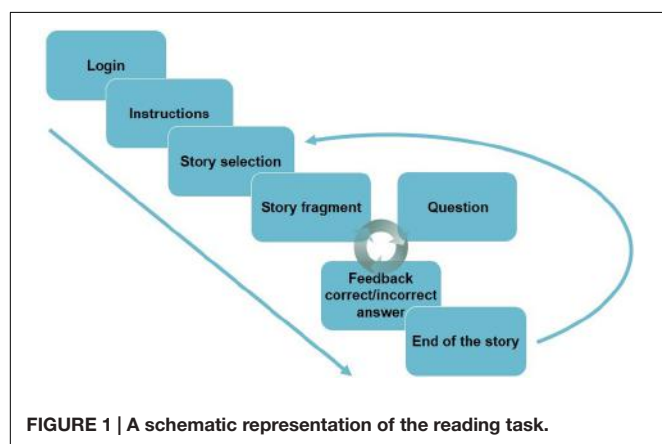 Login
Instructions
Story selection
Story fragment
Question
Feedback
correct/incorrect
answer
End of the story
FIGURE 1 | A schematic representation of the reading task.